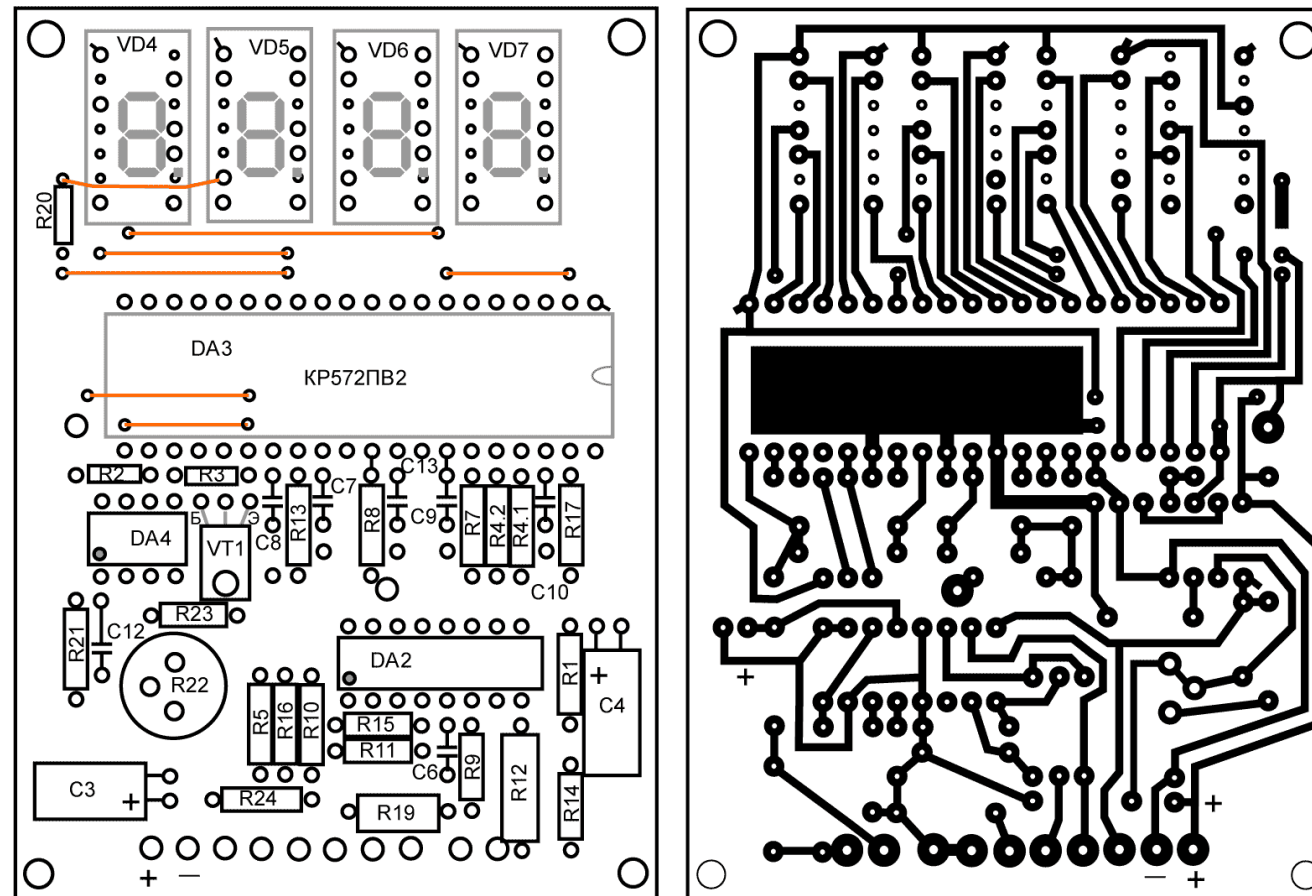 VD4 VD5 VD6 VD7
R20
DA3
КР572ПВ2
C13
R2 R3 C7
Б Э R13 R8 C9 R7 R4.2 R4.1 R17
DA4 VT1 C8
C10
R23
R21 C12
DA2 R1
R22
+
R5 R16 R10 R15 C4
R11
C6 R9 R12
C3 + R24 R19 R14
+ —
+
+
— +